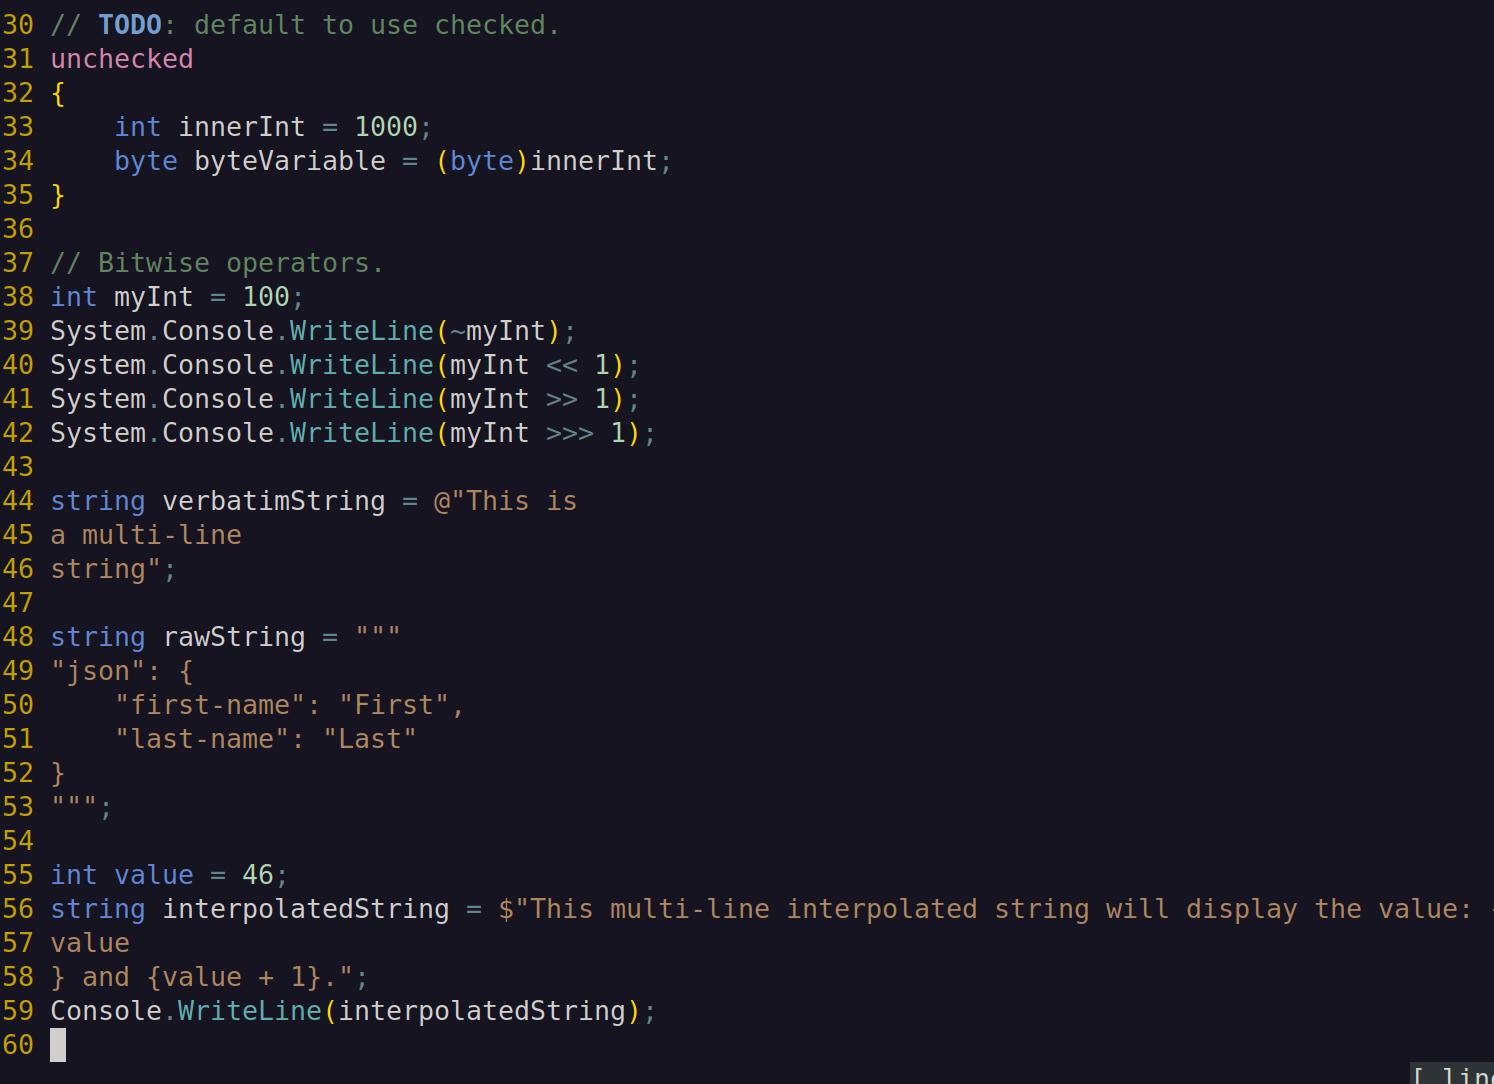 30 // TODO: default to use checked.
31 unchecked
32 {
33     int innerInt = 1000;
34     byte byteVariable = (byte)innerInt;
35 }
36
37 // Bitwise operators.
38 int myInt = 100;
39 System.Console.WriteLine(~myInt);
40 System.Console.WriteLine(myInt << 1);
41 System.Console.WriteLine(myInt >> 1);
42 System.Console.WriteLine(myInt >>> 1);
43
44 string verbatimString = @"This is
45 a multi-line
46 string";
47
48 string rawString = """
49 "json": {
50     "first-name": "First",
51     "last-name": "Last"
52 }
53 """;
54
55 int value = 46;
56 string interpolatedString = $"This multi-line interpolated string will display the value:
57 value
58 } and {value + 1}.";
59 Console.WriteLine(interpolatedString);
60
[